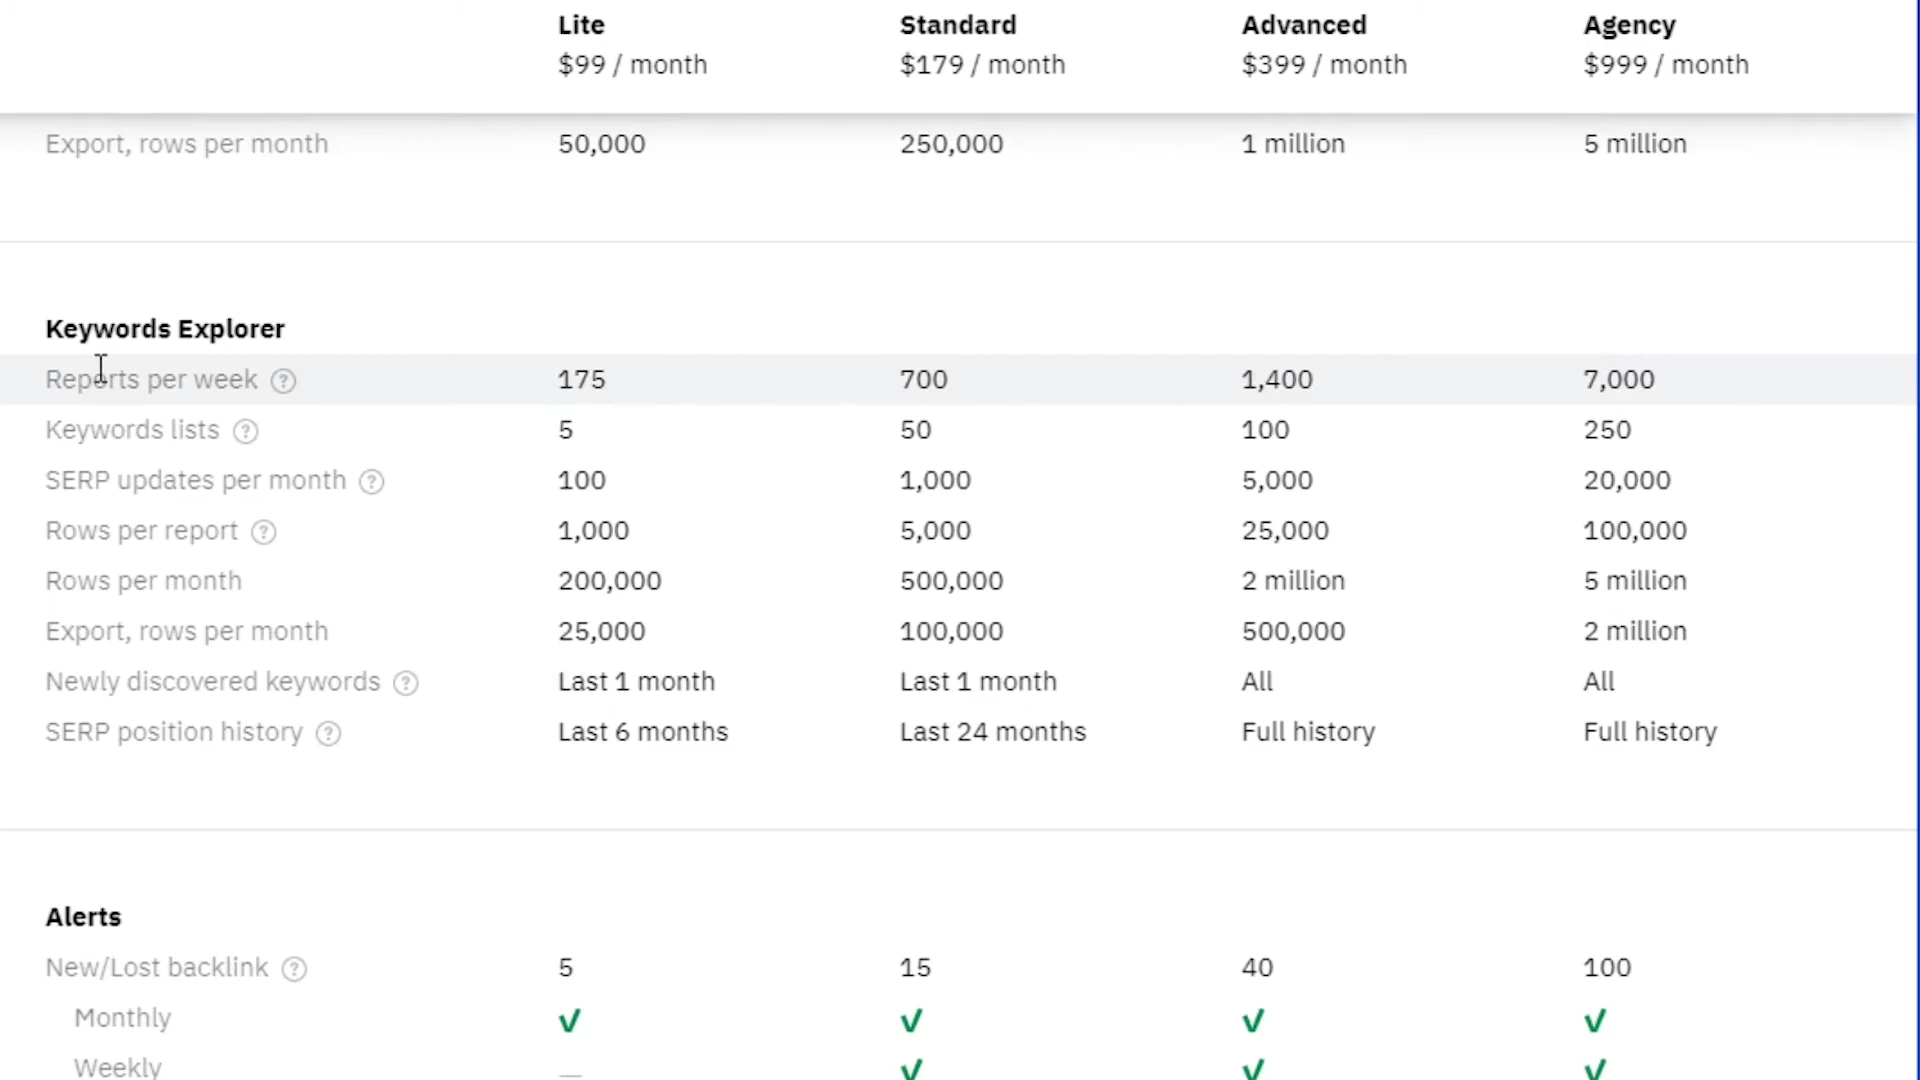 Lite Standard Advanced Agency
$99 / month $179 / month $399 / month $999 / month
Export, rows per month 50,000 250,000 1 million 5 million
Keywords Explorer
Reports per week ? 175 700 1,400 7,000
Keywords lists ? 5 50 100 250
SERP updates per month ? 100 1,000 5,000 20,000
Rows per report ? 1,000 5,000 25,000 100,000
Rows per month 200,000 500,000 2 million 5 million
Export, rows per month 25,000 100,000 500,000 2 million
Newly discovered keywords ? Last 1 month Last 1 month All All
SERP position history ? Last 6 months Last 24 months Full history Full history
Alerts
New/Lost backlink ? 5 15 40 100
Monthly ✓ ✓ ✓ ✓
Weekly — ✓ ✓ ✓